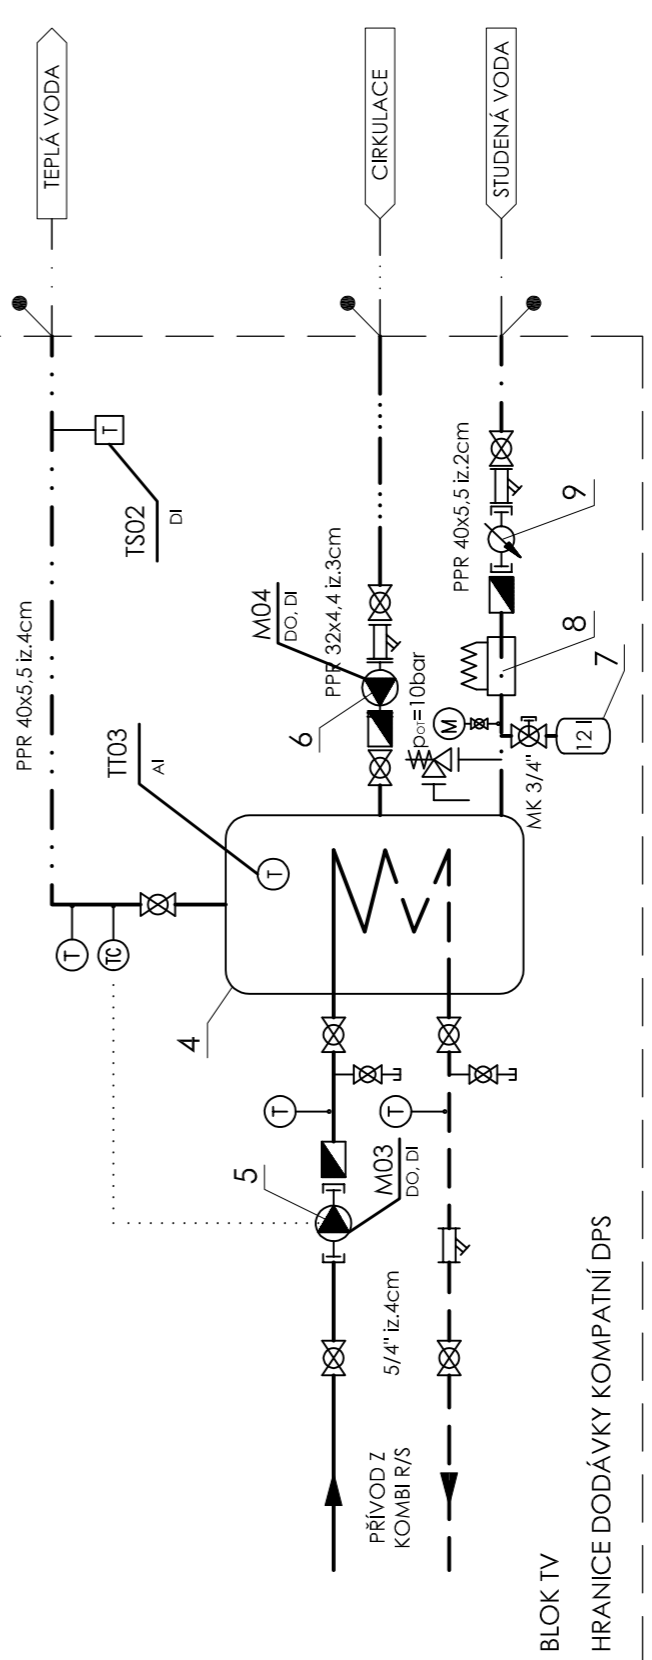 TEPLÁ VODA
CIRKULACE
STUDENÁ VODA
PPR 40x5,5 iz.4cm
T
TS02
DI
TT03
AI
T
T
TC
M04
DO, DI
PPR 32x4,4 iz.3cm
6
pOT=10bar
PPR 40x5,5 iz.2cm
9
8
7
M
12 l
MK 3/4"
4
T
T
5
M03
DO, DI
5/4" iz.4cm
PŘÍVOD Z
KOMBI R/S
BLOK TV
HRANICE DODÁVKY KOMPATNÍ DPS